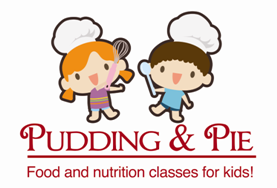 PUDDING & PIE
Food and nutrition classes for kids!